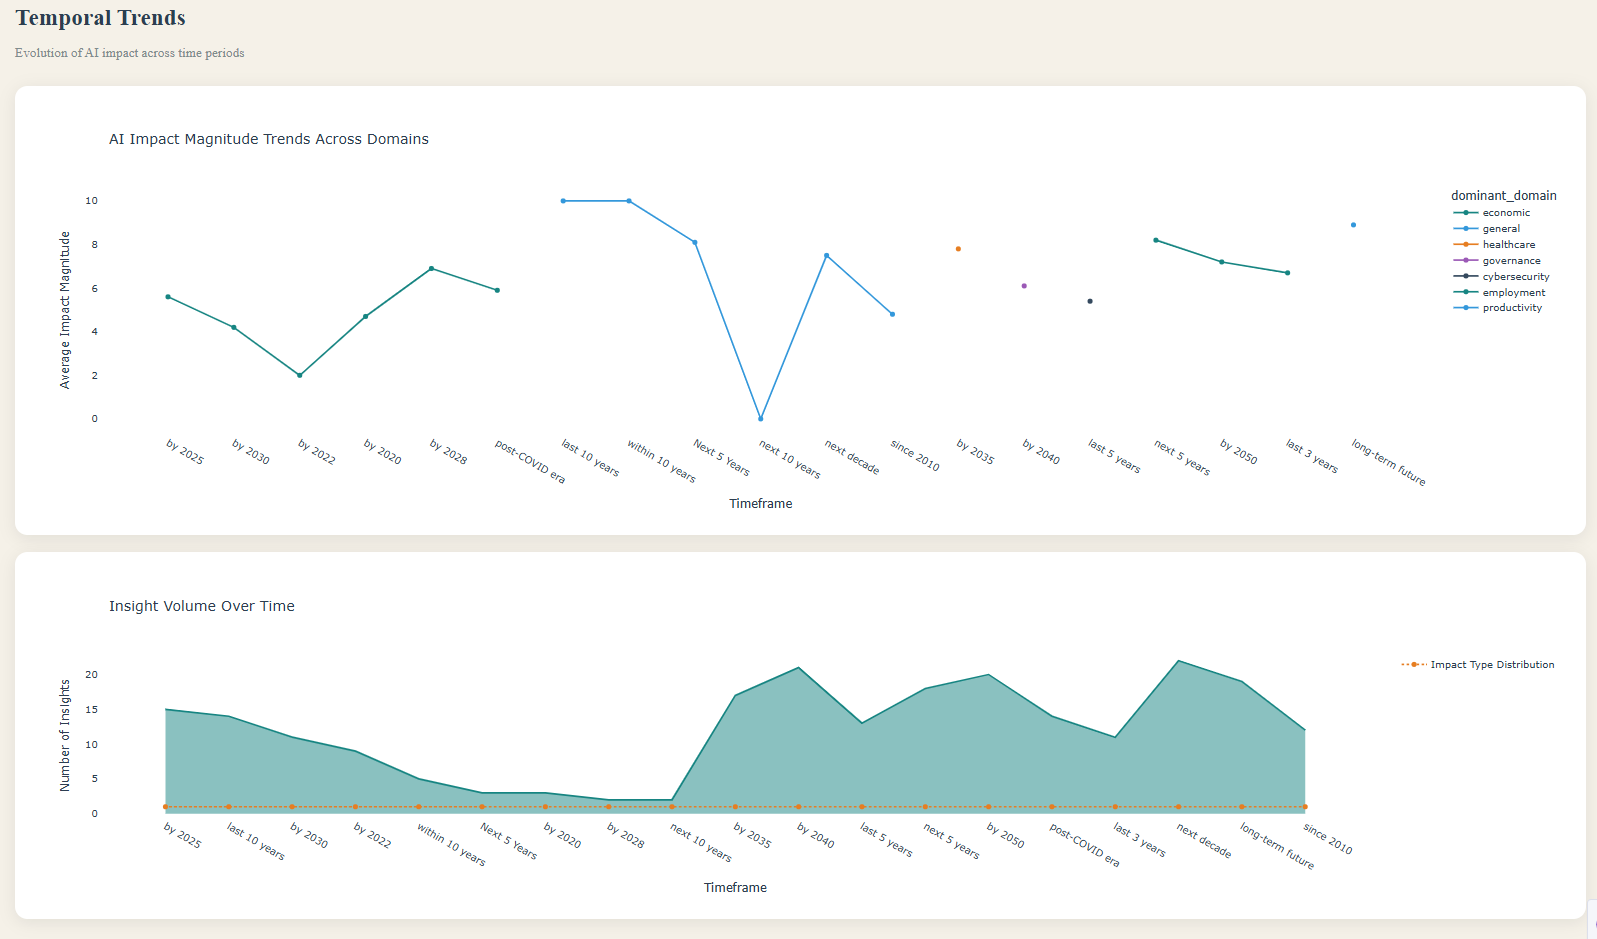 Temporal Trends
Evolution of AI impact across time periods
AI Impact Magnitude Trends Across Domains
Average Impact Magnitude
10
8
6
4
2
0
by 2025
by 2030
by 2022
by 2020
by 2028
post-COVID era
last 10 years
within 10 years
Next 5 Years
next 10 years
next decade
since 2010
by 2035
by 2040
last 5 years
next 5 years
by 2050
last 3 years
long-term future
Timeframe
dominant_domain
economic
general
healthcare
governance
cybersecurity
employment
productivity
Insight Volume Over Time
Number of Insights
20
15
10
5
0
by 2025
last 10 years
by 2030
by 2022
within 10 years
Next 5 Years
by 2020
by 2028
next 10 years
by 2035
by 2040
last 5 years
next 5 years
by 2050
post-COVID era
last 3 years
next decade
long-term future
since 2010
Timeframe
Impact Type Distribution